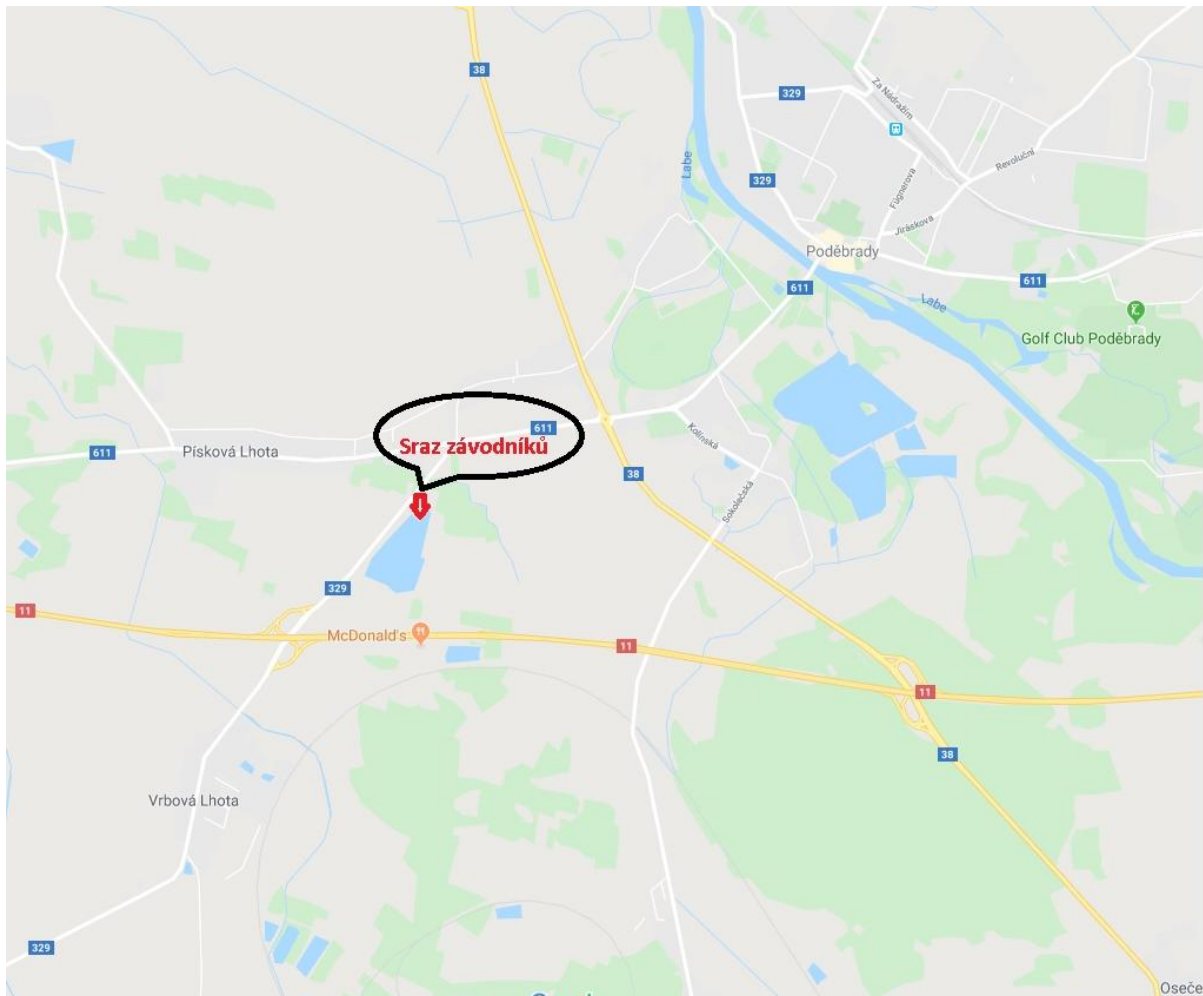 38
329
Za Nádražím
Labe
329
Fügnerova
Revoluční
Jiráskova
Poděbrady
611
611
Labe
Golf Club Poděbrady
611
Sraz závodníků
Kolínská
611
Písková Lhota
38
Sokolečská
329
11
McDonald's
11
11
38
Vrbová Lhota
329
Oseče